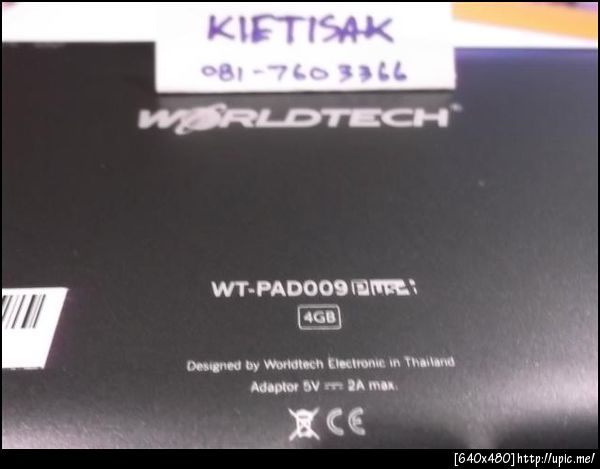 KIETISAK
081-7603366
WORLDTECH
WT-PAD009
4GB
Designed by Worldtech Electronic in Thailand
Adaptor 5V ⎓ 2A max.
CE
[640x480]http://upic.me/